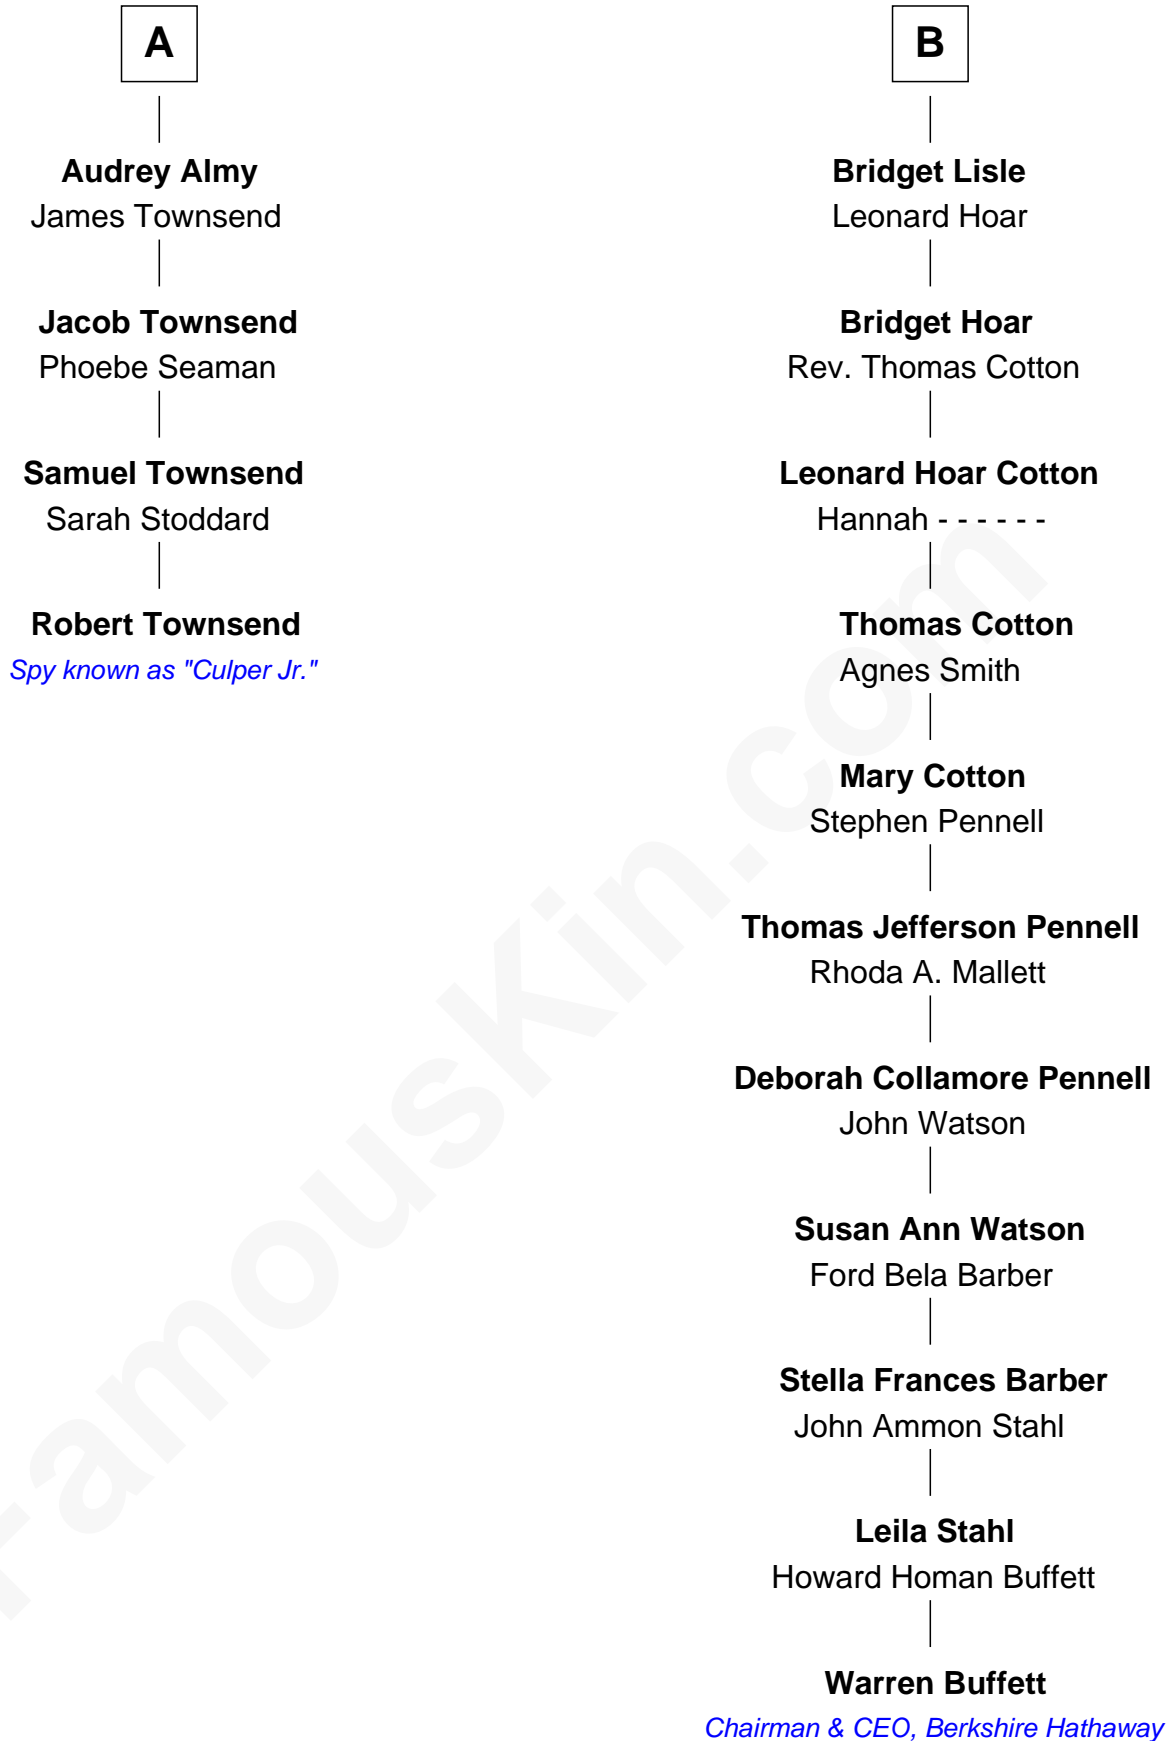 A
Audrey Almy
James Townsend
Jacob Townsend
Phoebe Seaman
Samuel Townsend
Sarah Stoddard
Robert Townsend
Spy known as "Culper Jr."
B
Bridget Lisle
Leonard Hoar
Bridget Hoar
Rev. Thomas Cotton
Leonard Hoar Cotton
Hannah - - - - - -
Thomas Cotton
Agnes Smith
Mary Cotton
Stephen Pennell
Thomas Jefferson Pennell
Rhoda A. Mallett
Deborah Collamore Pennell
John Watson
Susan Ann Watson
Ford Bela Barber
Stella Frances Barber
John Ammon Stahl
Leila Stahl
Howard Homan Buffett
Warren Buffett
Chairman & CEO, Berkshire Hathaway
FamousKin.com